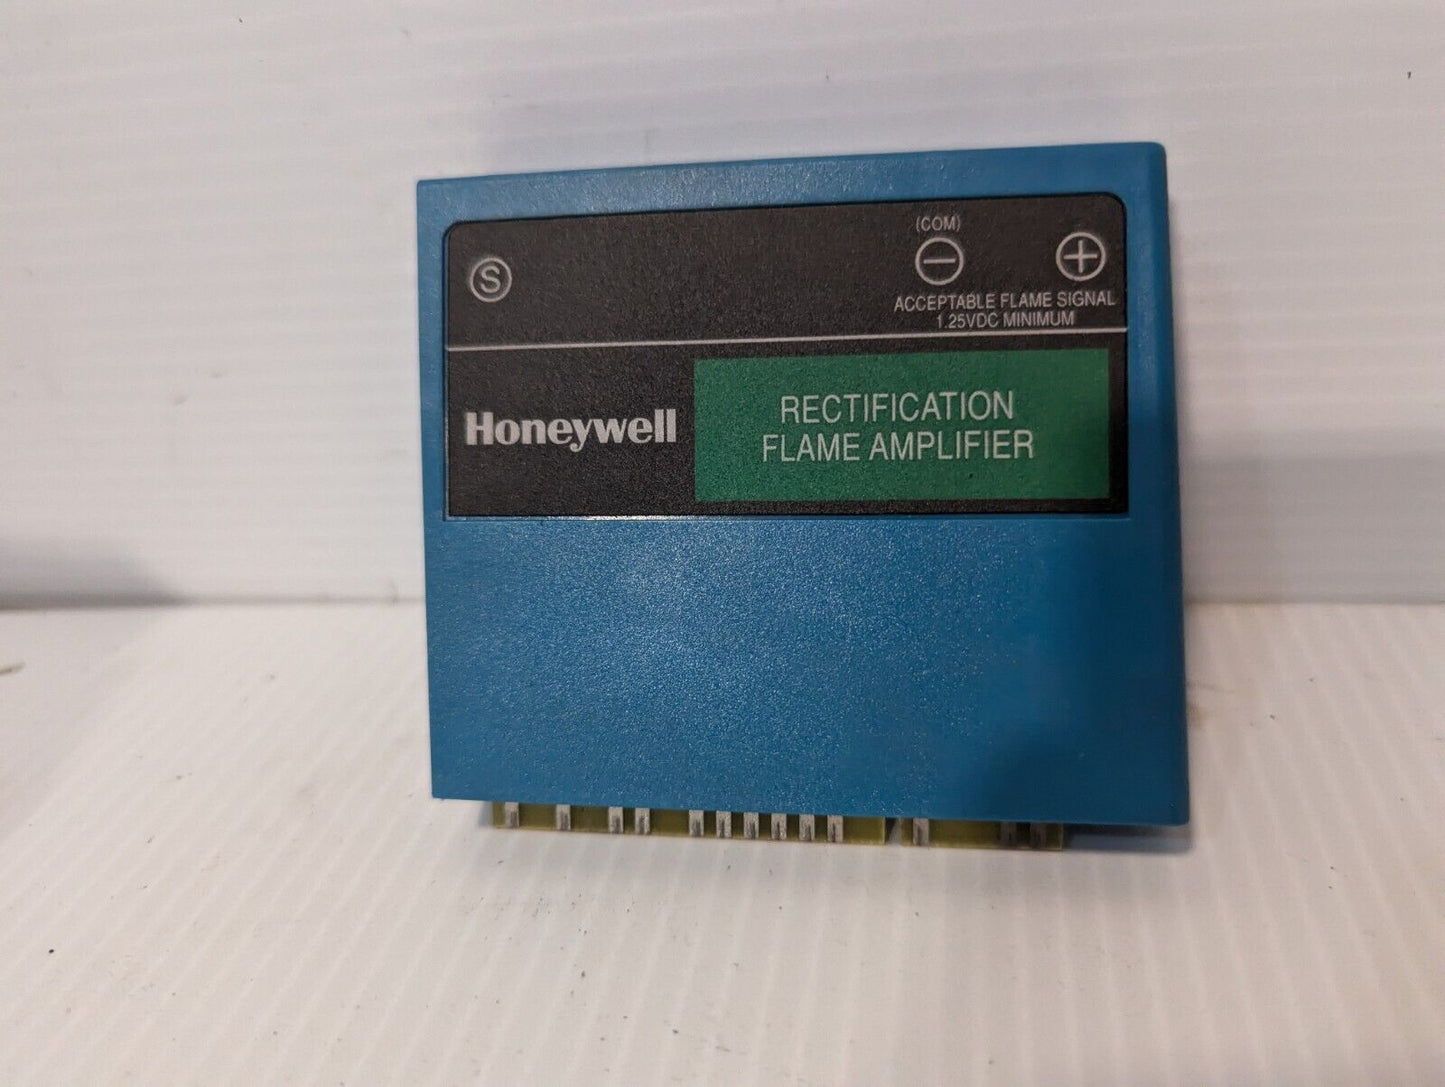 (COM)
S
− +
ACCEPTABLE FLAME SIGNAL
1.25VDC MINIMUM
Honeywell
RECTIFICATION
FLAME AMPLIFIER